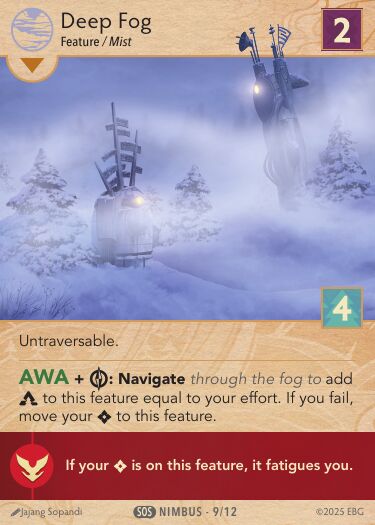 Deep Fog
Feature / Mist
2
4
Untraversable.
AWA + : Navigate through the fog to add
to this feature equal to your effort. If you fail,
move your to this feature.
If your is on this feature, it fatigues you.
Jajang Sopandi SOS NIMBUS - 9/12 ©2025 EBG